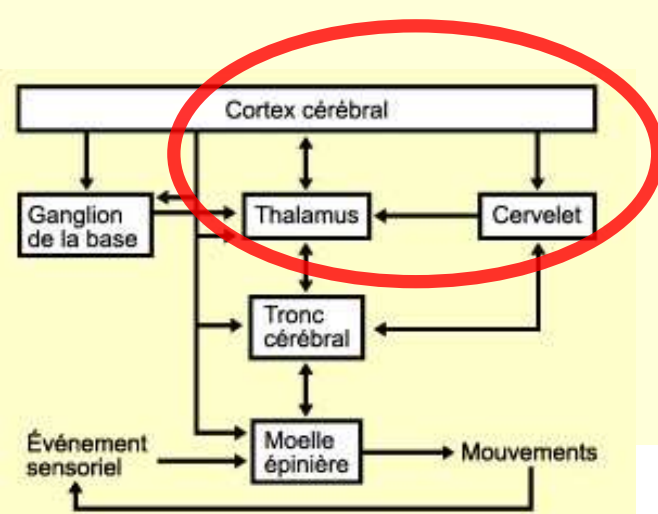 Cortex cérébral
Ganglion
de la base
Thalamus
Cervelet
Tronc
cérébral
Événement
sensoriel
Moelle
épinière
Mouvements